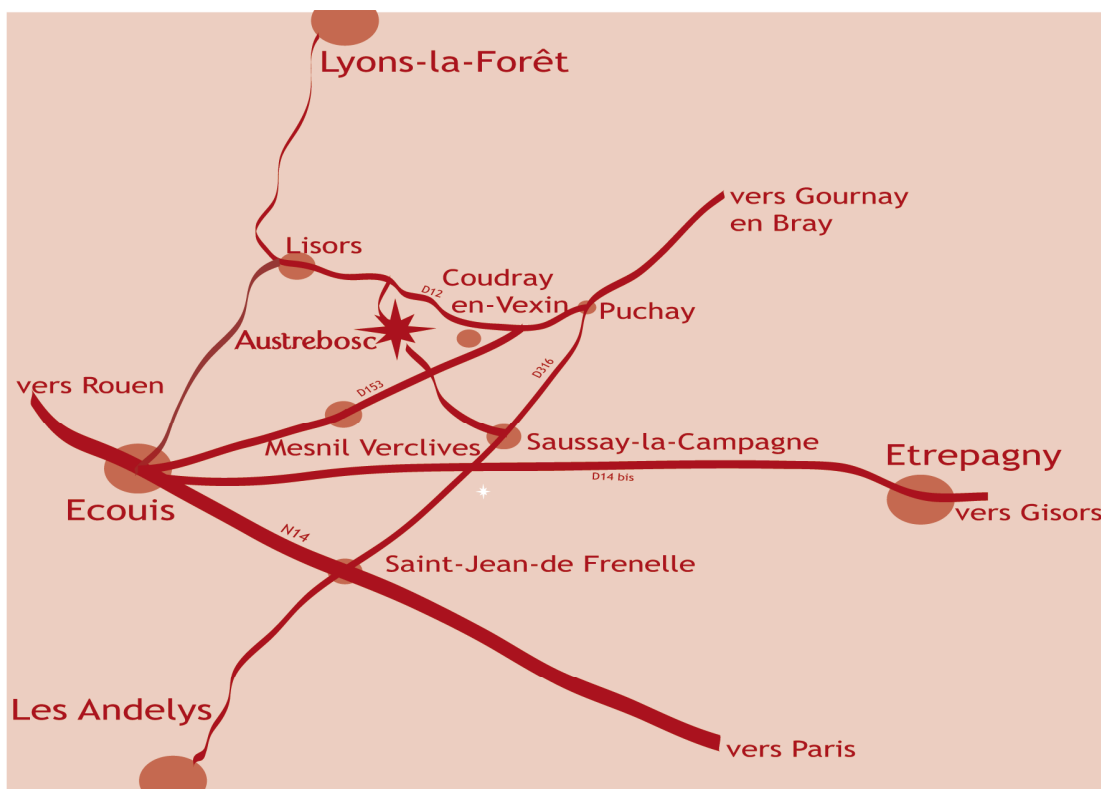 Lyons-la-Forêt
vers Gournay
en Bray
Lisors
Coudray
en-Vexin
D12
Puchay
Austrebosc
D316
vers Rouen
D153
Mesnil Verclives
Saussay-la-Campagne
Etrepagny
D14 bis
vers Gisors
Ecouis
N14
Saint-Jean-de Frenelle
Les Andelys
vers Paris